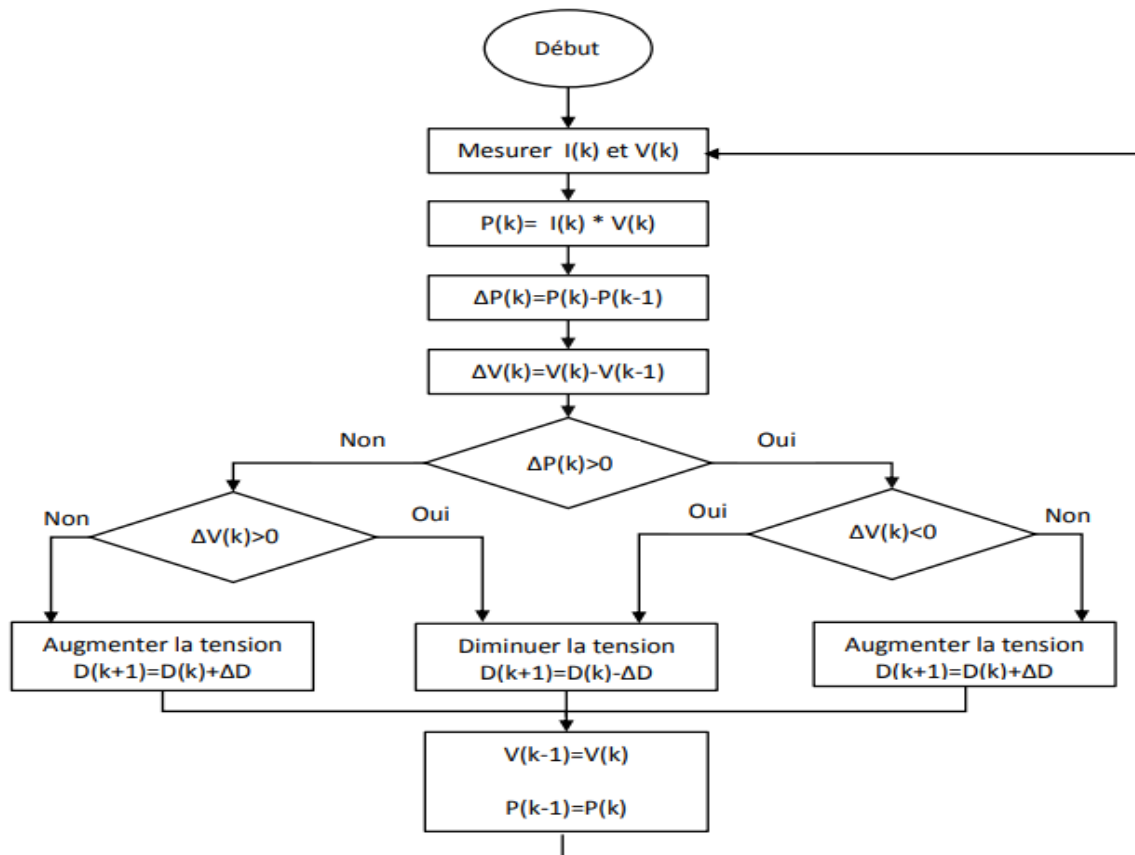 Début
Mesurer I(k) et V(k)
P(k)= I(k) * V(k)
ΔP(k)=P(k)-P(k-1)
ΔV(k)=V(k)-V(k-1)
Non
Oui
ΔP(k)>0
Non
Oui
ΔV(k)>0
Oui
Non
ΔV(k)<0
Augmenter la tension
D(k+1)=D(k)+ΔD
Diminuer la tension
D(k+1)=D(k)-ΔD
Augmenter la tension
D(k+1)=D(k)+ΔD
V(k-1)=V(k)
P(k-1)=P(k)